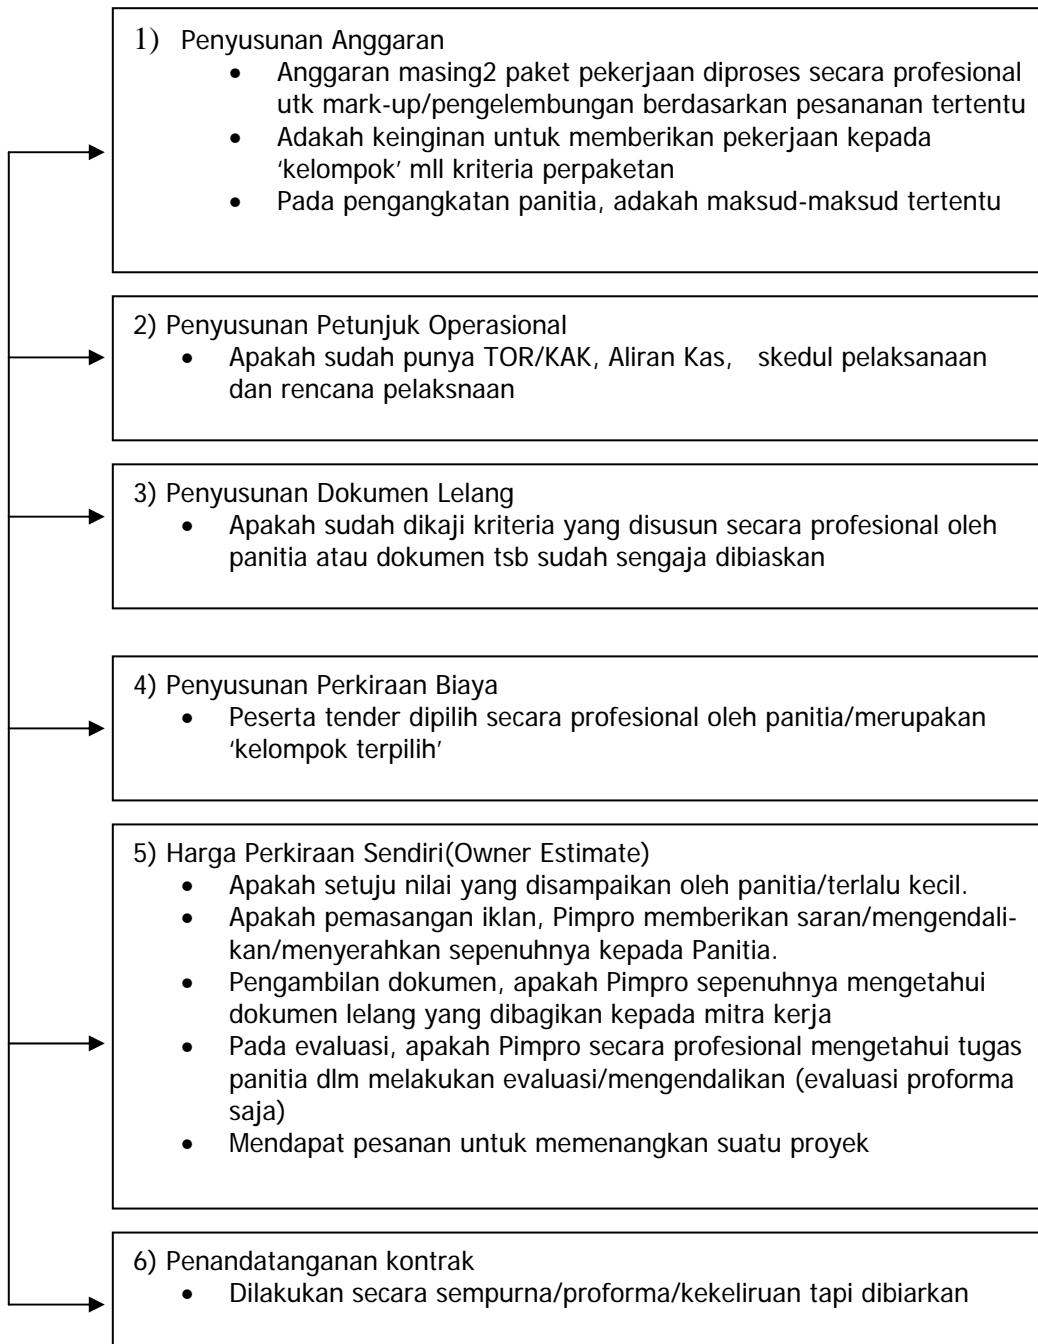 1) Penyusunan Anggaran
• Anggaran masing2 paket pekerjaan diproses secara profesional
utk mark-up/pengelembungan berdasarkan pesananan tertentu
• Adakah keinginan untuk memberikan pekerjaan kepada
‘kelompok’ mll kriteria perpaketan
• Pada pengangkatan panitia, adakah maksud-maksud tertentu
2) Penyusunan Petunjuk Operasional
• Apakah sudah punya TOR/KAK, Aliran Kas, skedul pelaksanaan
dan rencana pelaksnaan
3) Penyusunan Dokumen Lelang
• Apakah sudah dikaji kriteria yang disusun secara profesional oleh
panitia atau dokumen tsb sudah sengaja dibiaskan
4) Penyusunan Perkiraan Biaya
• Peserta tender dipilih secara profesional oleh panitia/merupakan
‘kelompok terpilih’
5) Harga Perkiraan Sendiri(Owner Estimate)
• Apakah setuju nilai yang disampaikan oleh panitia/terlalu kecil.
• Apakah pemasangan iklan, Pimpro memberikan saran/mengendali-
kan/menyerahkan sepenuhnya kepada Panitia.
• Pengambilan dokumen, apakah Pimpro sepenuhnya mengetahui
dokumen lelang yang dibagikan kepada mitra kerja
• Pada evaluasi, apakah Pimpro secara profesional mengetahui tugas
panitia dlm melakukan evaluasi/mengendalikan (evaluasi proforma
saja)
• Mendapat pesanan untuk memenangkan suatu proyek
6) Penandatanganan kontrak
• Dilakukan secara sempurna/proforma/kekeliruan tapi dibiarkan